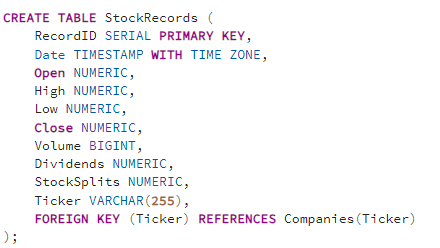 CREATE TABLE StockRecords (
    RecordID SERIAL PRIMARY KEY,
    Date TIMESTAMP WITH TIME ZONE,
    Open NUMERIC,
    High NUMERIC,
    Low NUMERIC,
    Close NUMERIC,
    Volume BIGINT,
    Dividends NUMERIC,
    StockSplits NUMERIC,
    Ticker VARCHAR(255),
    FOREIGN KEY (Ticker) REFERENCES Companies(Ticker)
);